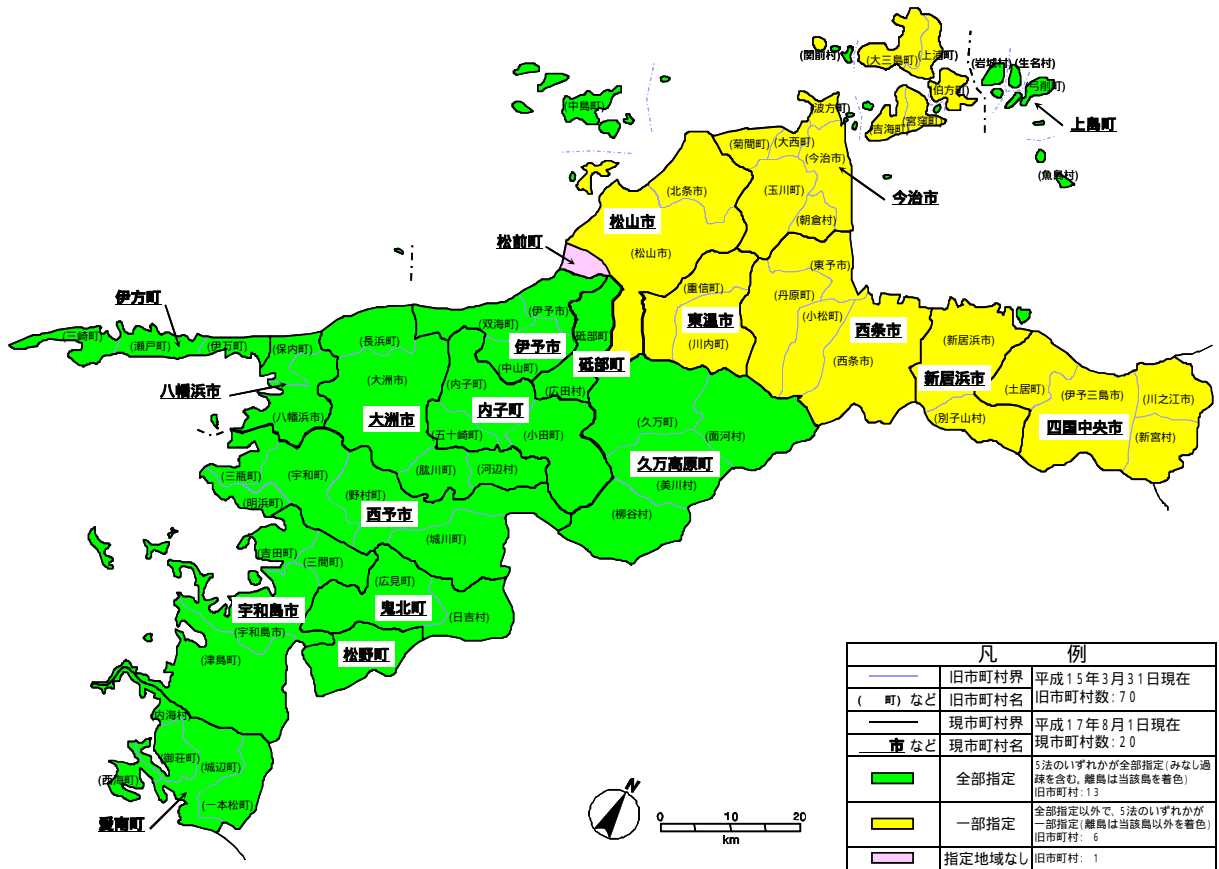 (関前村)
(大三島町)
(上浦町)
(岩城村)
(生名村)
(弓削町)
(伯方町)
(中島町)
(波方町)
(吉海町)
(宮窪町)
上島町
(菊間町)
(大西町)
(今治市)
(魚島村)
(北条市)
(玉川町)
今治市
松山市
(朝倉村)
松前町
(松山市)
(東予市)
伊方町
(重信町)
(丹原町)
(伊予市)
(小松町)
(三崎町)
(瀬戸町)
(伊方町)
(保内町)
(長浜町)
(双海町)
砥部町
東温市
西条市
(新居浜市)
伊予市
(川内町)
(中山町)
砥部町
(西条市)
八幡浜市
(大洲市)
(内子町)
(広田村)
新居浜市
(土居町)
(伊予三島市)
(川之江市)
(八幡浜市)
大洲市
内子町
(久万町)
(面河村)
(別子山村)
四国中央市
(新宮村)
(五十崎町)
(小田町)
久万高原町
(三瓶町)
(宇和町)
(肱川町)
(河辺村)
(美川村)
(明浜町)
(野村町)
西予市
(柳谷村)
(城川町)
(吉田町)
(三間町)
(広見町)
宇和島市
鬼北町
(日吉村)
(宇和島市)
松野町
(津島町)
(内海村)
(御荘町)
(城辺町)
(西海町)
(一本松町)
愛南町
N
0 10 20
km
凡 例
旧市町村界 平成15年3月31日現在
( 町) など 旧市町村名 旧市町村数:70
現市町村界 平成17年8月1日現在
市 など 現市町村名 現市町村数:20
全部指定 5法のいずれかが全部指定(みなし過
疎を含む。離島は当該島を着色)
旧市町村:13
一部指定 全部指定以外で、5法のいずれかが
一部指定(離島は当該島以外を着色)
旧市町村: 6
指定地域なし 旧市町村: 1